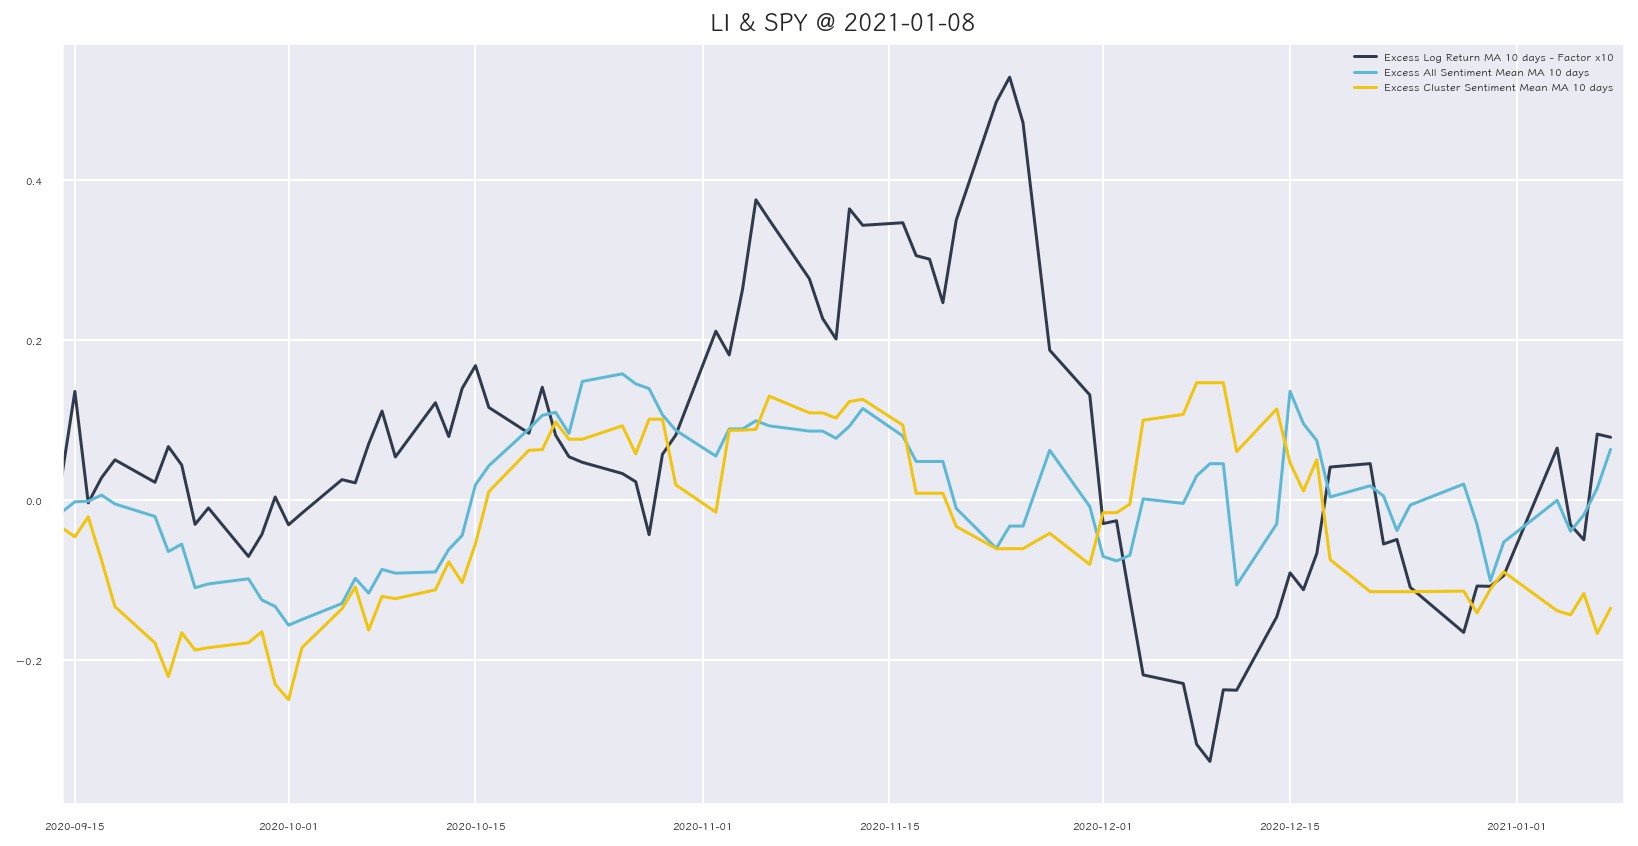 LI & SPY @ 2021-01-08
Excess Log Return MA 10 days - Factor x10
Excess All Sentiment Mean MA 10 days
Excess Cluster Sentiment Mean MA 10 days
0.4
0.2
0.0
−0.2
2020-09-15 2020-10-01 2020-10-15 2020-11-01 2020-11-15 2020-12-01 2020-12-15 2021-01-01